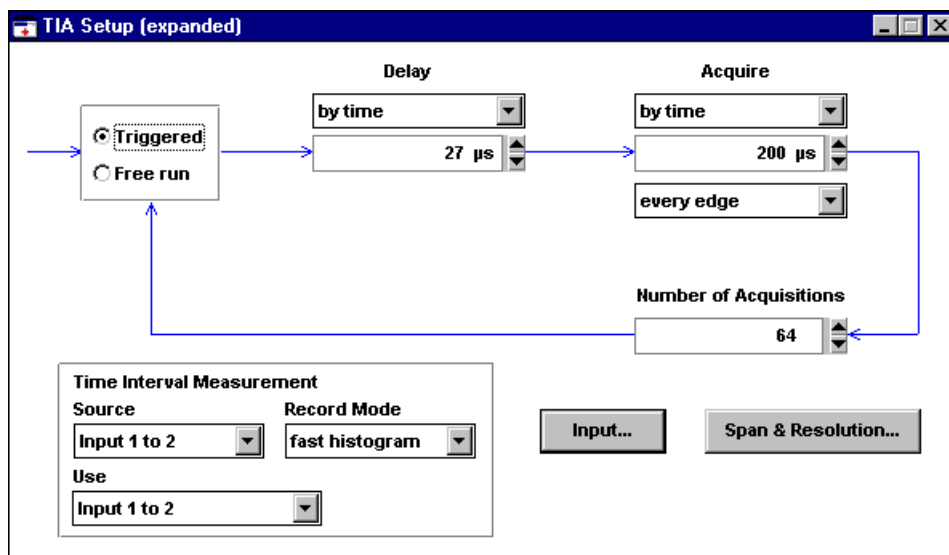 TIA Setup (expanded)
Delay
Acquire
Triggered
Free run
by time
27 µs
by time
200 µs
every edge
Number of Acquisitions
64
Time Interval Measurement
Source
Record Mode
Input 1 to 2
fast histogram
Use
Input 1 to 2
Input...
Span & Resolution...